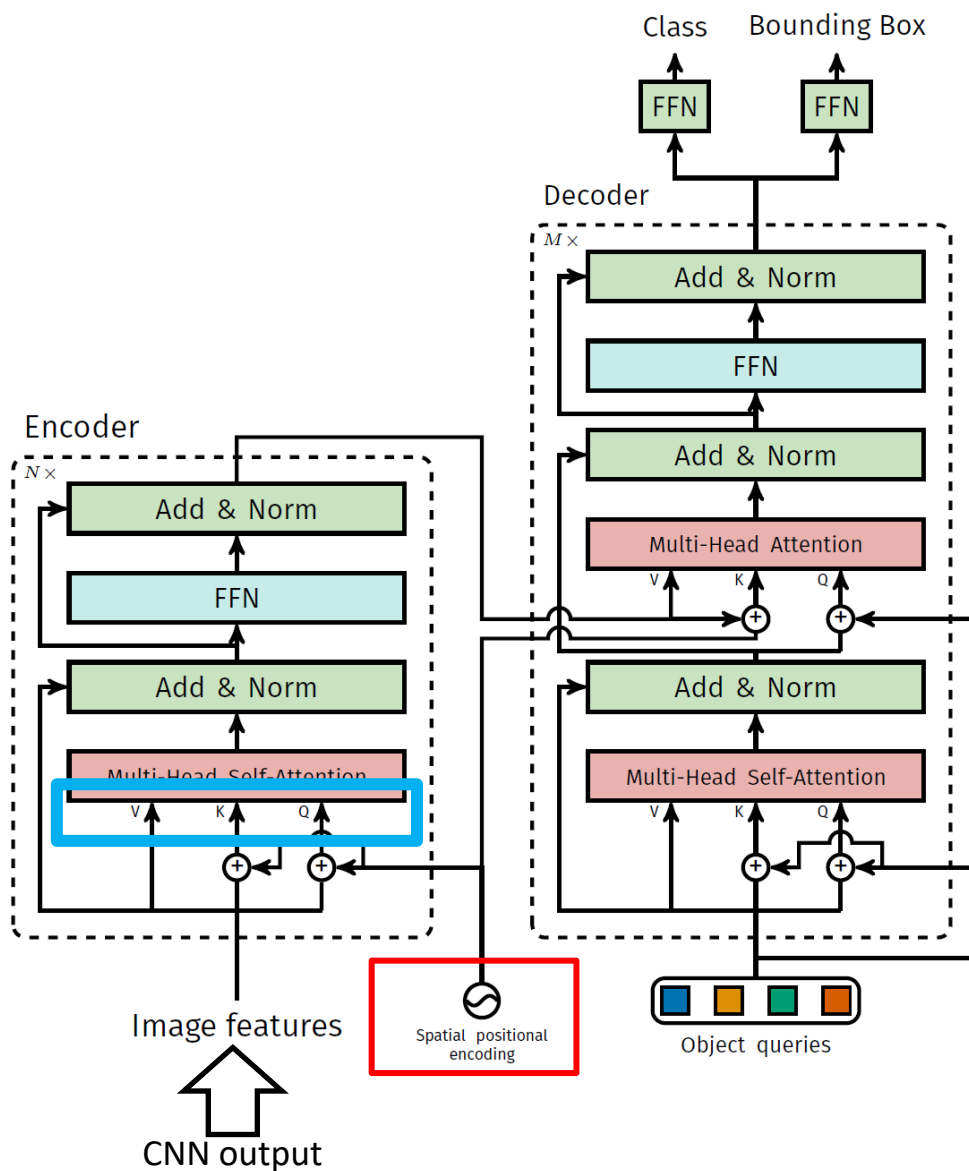 Class
Bounding Box
FFN
FFN
Decoder
M ×
Add & Norm
FFN
Add & Norm
Multi-Head Attention
V
K
Q
Add & Norm
Multi-Head Self-Attention
V
K
Q
Object queries
Encoder
N ×
Add & Norm
FFN
Add & Norm
Multi-Head Self-Attention
V
K
Q
Spatial positional
encoding
Image features
CNN output